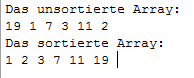 Das unsortierte Array:
19 1 7 3 11 2
Das sortierte Array:
1 2 3 7 11 19